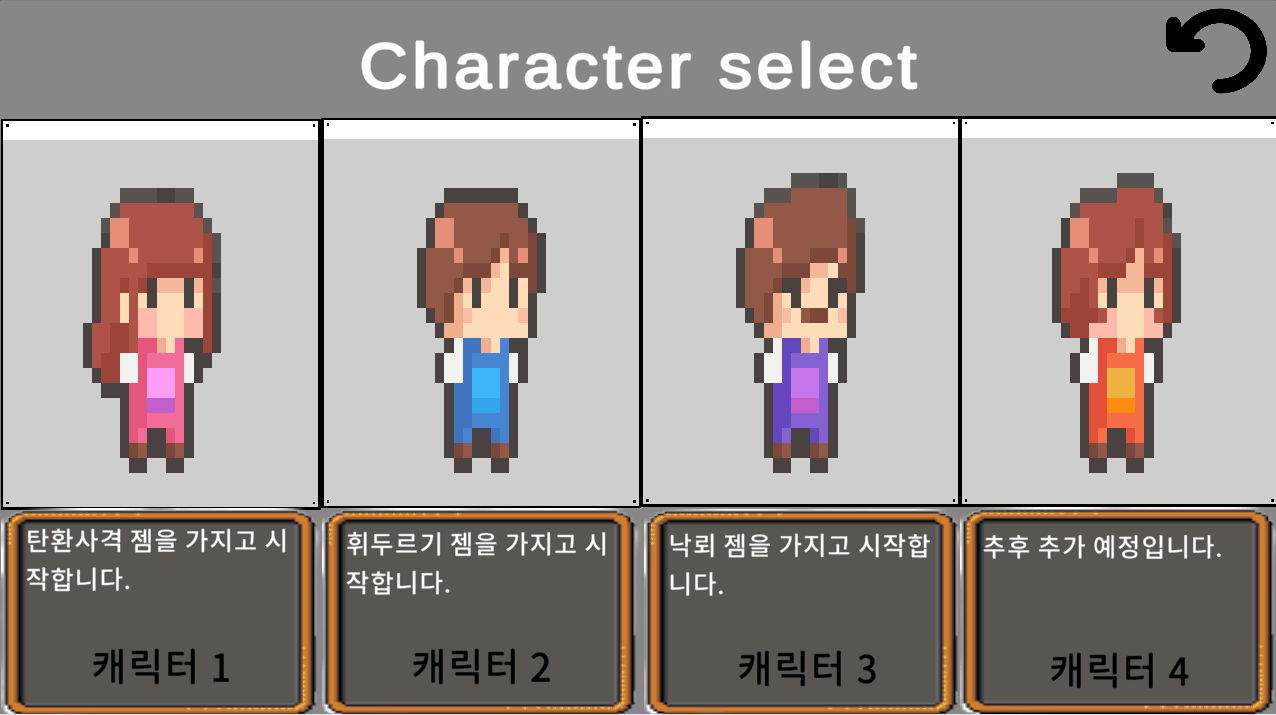 Character select
탄환사격 젬을 가지고 시
작합니다.
캐릭터 1
휘두르기 젬을 가지고 시
작합니다.
캐릭터 2
낙뢰 젬을 가지고 시작합
니다.
캐릭터 3
추후 추가 예정입니다.
캐릭터 4